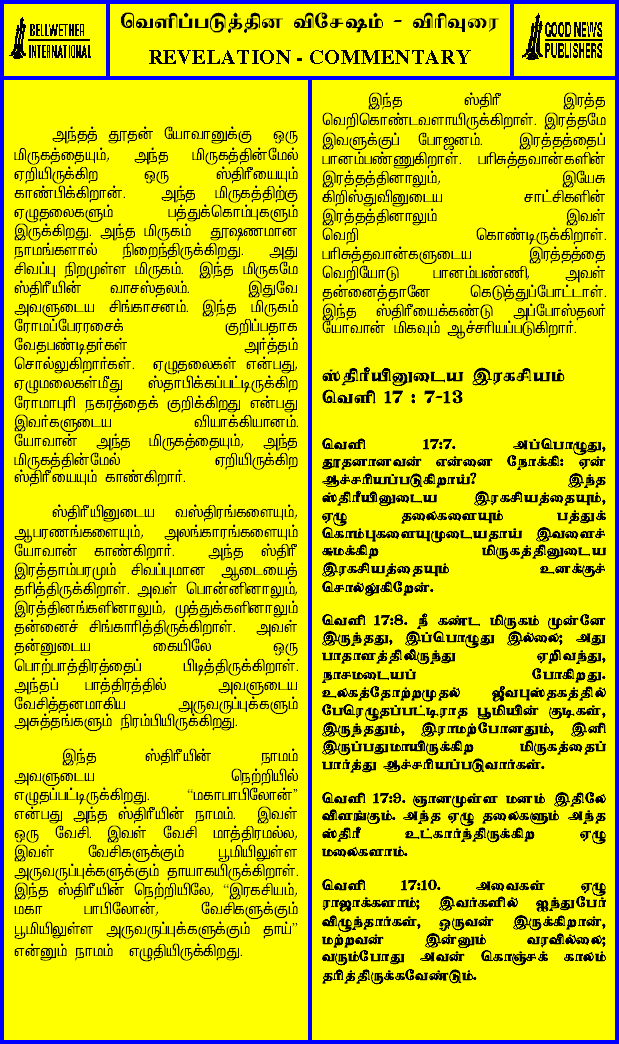 BELLWETHER
INTERNATIONAL
வெளிப்படுத்தின விசேஷம் - விரிவுரை
REVELATION - COMMENTARY
GOOD NEWS
PUBLISHERS
அந்தத் தூதன் யோவானுக்கு ஒரு
மிருகத்தையும், அந்த மிருகத்தின்மேல்
ஏறியிருக்கிற ஒரு ஸ்திரீயையும்
காண்பிக்கிறான். அந்த மிருகத்திற்கு
ஏழுதலைகளும் பத்துக்கொம்புகளும்
இருக்கிறது. அந்த மிருகம் தூஷணமான
நாமங்களால் நிறைந்திருக்கிறது. அது
சிவப்பு நிறமுள்ள மிருகம். இந்த மிருகமே
ஸ்திரீயின் வாசஸ்தலம். இதுவே
அவளுடைய சிங்காசனம். இந்த மிருகம்
ரோமப்பேரரசைக் குறிப்பதாக
வேதபண்டிதர்கள் அர்த்தம்
சொல்லுகிறார்கள். ஏழுதலைகள் என்பது,
ஏழுமலைகள்மீது ஸ்தாபிக்கப்பட்டிருக்கிற
ரோமாபுரி நகரத்தைக் குறிக்கிறது என்பது
இவர்களுடைய வியாக்கியானம்.
யோவான் அந்த மிருகத்தையும், அந்த
மிருகத்தின்மேல் ஏறியிருக்கிற
ஸ்திரீயையும் காண்கிறார்.
ஸ்திரீயினுடைய வஸ்திரங்களையும்,
ஆபரணங்களையும், அலங்காரங்களையும்
யோவான் காண்கிறார். அந்த ஸ்திரீ
இரத்தாம்பரமும் சிவப்புமான ஆடையைத்
தரித்திருக்கிறாள். அவள் பொன்னினாலும்,
இரத்தினங்களினாலும், முத்துக்களினாலும்
தன்னைச் சிங்காரித்திருக்கிறாள். அவள்
தன்னுடைய கையிலே ஒரு
பொற்பாத்திரத்தைப் பிடித்திருக்கிறாள்.
அந்தப் பாத்திரத்தில் அவளுடைய
வேசித்தனமாகிய அருவருப்புக்களும்
அசுத்தங்களும் நிரம்பியிருக்கிறது.
இந்த ஸ்திரீயின் நாமம்
அவளுடைய நெற்றியில்
எழுதப்பட்டிருக்கிறது. “மகாபாபிலோன்”
என்பது அந்த ஸ்திரீயின் நாமம். இவள்
ஒரு வேசி. இவள் வேசி மாத்திரமல்ல,
இவள் வேசிகளுக்கும் பூமியிலுள்ள
அருவருப்புக்களுக்கும் தாயாகயிருக்கிறாள்.
இந்த ஸ்திரீயின் நெற்றியிலே, “இரகசியம்,
மகா பாபிலோன், வேசிகளுக்கும்
பூமியிலுள்ள அருவருப்புக்களுக்கும் தாய்”
என்னும் நாமம் எழுதியிருக்கிறது.
இந்த ஸ்திரீ இரத்த
வெறிகொண்டவளாயிருக்கிறாள். இரத்தமே
இவளுக்குப் போஜனம். இரத்தத்தைப்
பானம்பண்ணுகிறாள். பரிசுத்தவான்களின்
இரத்தத்தினாலும், இயேசு
கிறிஸ்துவினுடைய சாட்சிகளின்
இரத்தத்தினாலும் இவள்
வெறி கொண்டிருக்கிறாள்.
பரிசுத்தவான்களுடைய இரத்தத்தை
வெறியோடு பானம்பண்ணி, அவள்
தன்னைத்தானே கெடுத்துப்போட்டாள்.
இந்த ஸ்திரீயைக்கண்டு அப்போஸ்தலர்
யோவான் மிகவும் ஆச்சரியப்படுகிறார்.
ஸ்திரீயினுடைய இரகசியம்
வெளி 17 : 7-13
வெளி 17:7. அப்பொழுது,
தூதனானவன் என்னை நோக்கி: ஏன்
ஆச்சரியப்படுகிறாய்? இந்த
ஸ்திரீயினுடைய இரகசியத்தையும்,
ஏழு தலைகளையும் பத்துக்
கொம்புகளையுமுடையதாய் இவளைச்
சுமக்கிற மிருகத்தினுடைய
இரகசியத்தையும் உனக்குச்
சொல்லுகிறேன்.
வெளி 17:8. நீ கண்ட மிருகம் முன்னே
இருந்தது, இப்பொழுது இல்லை; அது
பாதாளத்திலிருந்து ஏறிவந்து,
நாசமடையப் போகிறது.
உலகத்தோற்றமுதல் ஜீவபுஸ்தகத்தில்
பேரெழுதப்பட்டிராத பூமியின் குடிகள்,
இருந்ததும், இராமற்போனதும், இனி
இருப்பதுமாயிருக்கிற மிருகத்தைப்
பார்த்து ஆச்சரியப்படுவார்கள்.
வெளி 17:9. ஞானமுள்ள மனம் இதிலே
விளங்கும். அந்த ஏழு தலைகளும் அந்த
ஸ்திரீ உட்கார்ந்திருக்கிற ஏழு
மலைகளாம்.
வெளி 17:10. அவைகள் ஏழு
ராஜாக்களாம்; இவர்களில் ஐந்துபேர்
விழுந்தார்கள், ஒருவன் இருக்கிறான்,
மற்றவன் இன்னும் வரவில்லை;
வரும்போது அவன் கொஞ்சக் காலம்
தரித்திருக்கவேண்டும்.